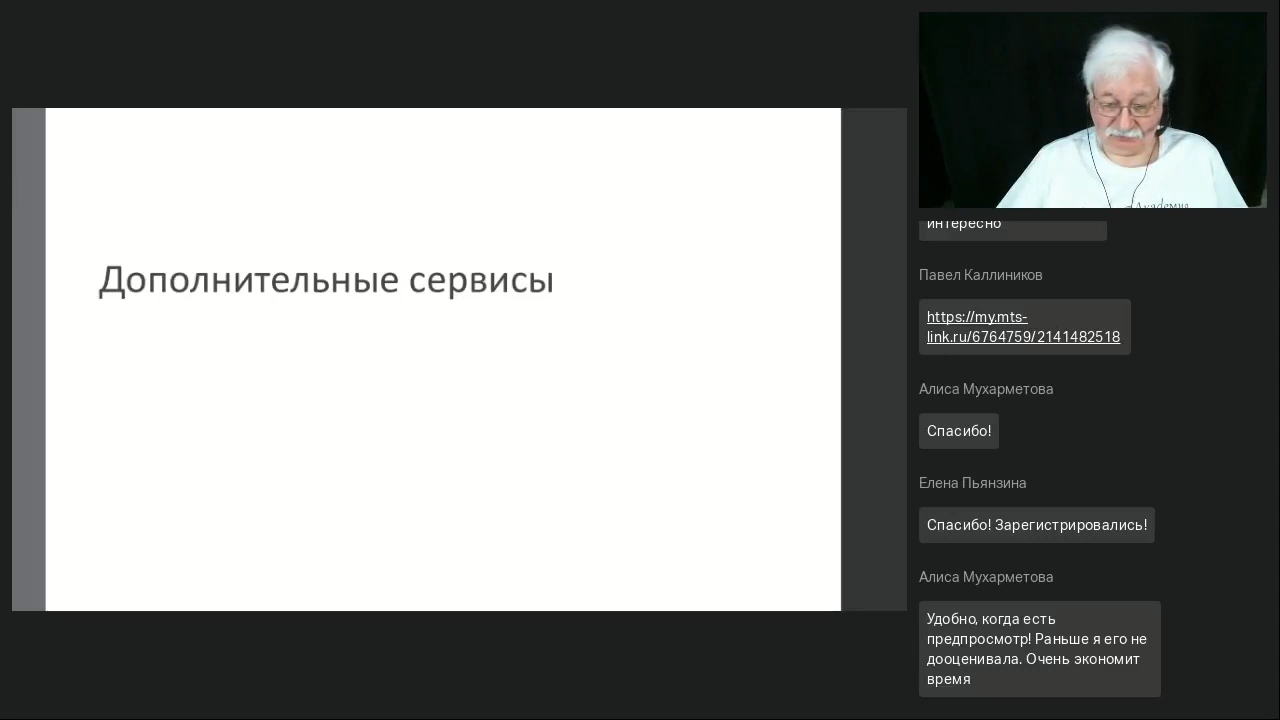 Дополнительные сервисы
Академия
интересно
Павел Каллиников
https://my.mts-
link.ru/6764759/2141482518
Алиса Мухарметова
Спасибо!
Елена Пьянзина
Спасибо! Зарегистрировались!
Алиса Мухарметова
Удобно, когда есть
предпросмотр! Раньше я его не
дооценивала. Очень экономит
время